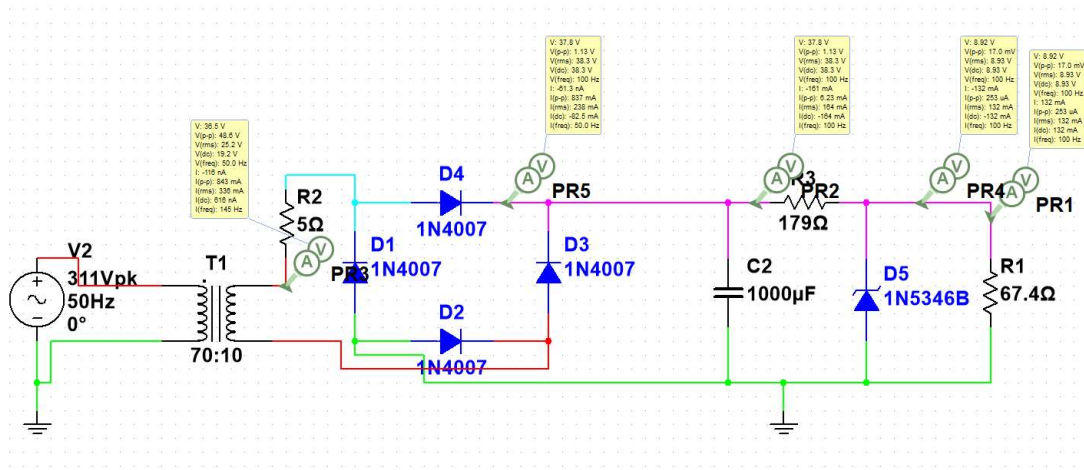 V: 37.8 V
V(p-p): 1.13 V
V(rms): 38.3 V
V(dc): 38.3 V
V(freq): 100 Hz
I: -61.3 nA
I(p-p): 837 mA
I(rms): 238 mA
I(dc): -82.5 mA
I(freq): 50.0 Hz
V: 37.8 V
V(p-p): 1.13 V
V(rms): 38.3 V
V(dc): 38.3 V
V(freq): 100 Hz
I: -161 mA
I(p-p): 6.23 mA
I(rms): 164 mA
I(dc): -164 mA
I(freq): 100 Hz
V: 8.92 V
V(p-p): 17.0 mV
V(rms): 8.93 V
V(dc): 8.93 V
V(freq): 100 Hz
I: -132 mA
I(p-p): 253 uA
I(rms): 132 mA
I(dc): -132 mA
I(freq): 100 Hz
V: 8.92 V
V(p-p): 17.0 mV
V(rms): 8.93 V
V(dc): 8.93 V
V(freq): 100 Hz
I: 132 mA
I(p-p): 253 uA
I(rms): 132 mA
I(dc): 132 mA
I(freq): 100 Hz
V: 36.5 V
V(p-p): 48.6 V
V(rms): 25.2 V
V(dc): 19.2 V
V(freq): 50.0 Hz
I: -116 nA
I(p-p): 843 mA
I(rms): 336 mA
I(dc): 616 nA
I(freq): 145 Hz
V
A
V
A
V
A
V
A
V
A
D4
1N4007
PR5
R3
PR2
179Ω
PR4
PR1
R2
5Ω
V2
311Vpk
50Hz
0°
T1
70:10
PR3
D1
1N4007
D3
1N4007
D2
1N4007
C2
1000µF
D5
1N5346B
R1
67.4Ω